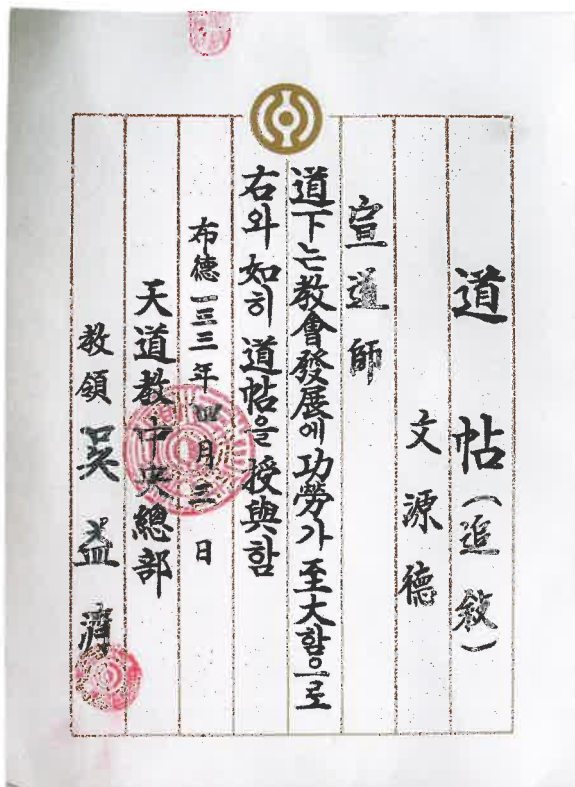 道 帖(追敍)
文源德
宣道師
道下는教會發展에功勞가至大함으로
右와如히道帖을授與함
布德一三三年四月三日
天道教中央總部
教領 吳益濟